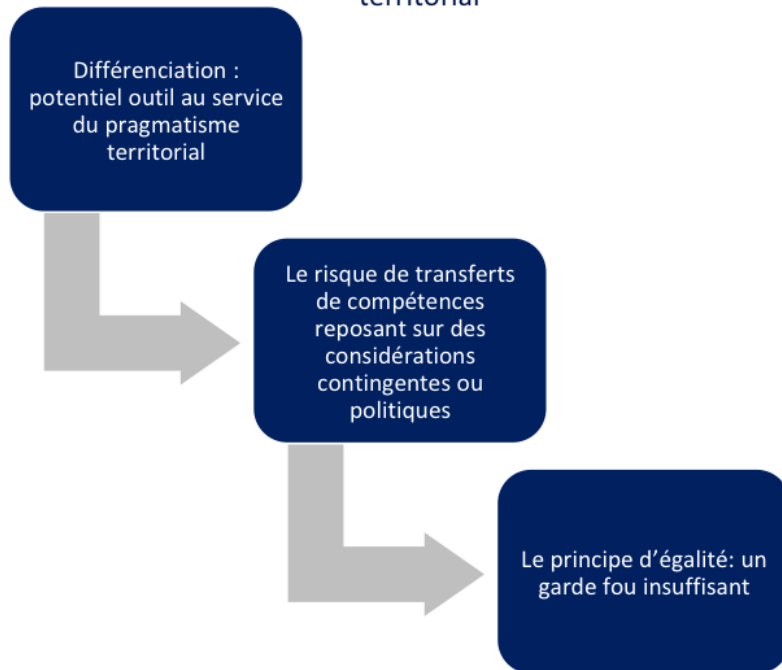 territorial
Différenciation :
potentiel outil au service
du pragmatisme
territorial
Le risque de transferts
de compétences
reposant sur des
considérations
contingentes ou
politiques
Le principe d’égalité: un
garde fou insuffisant